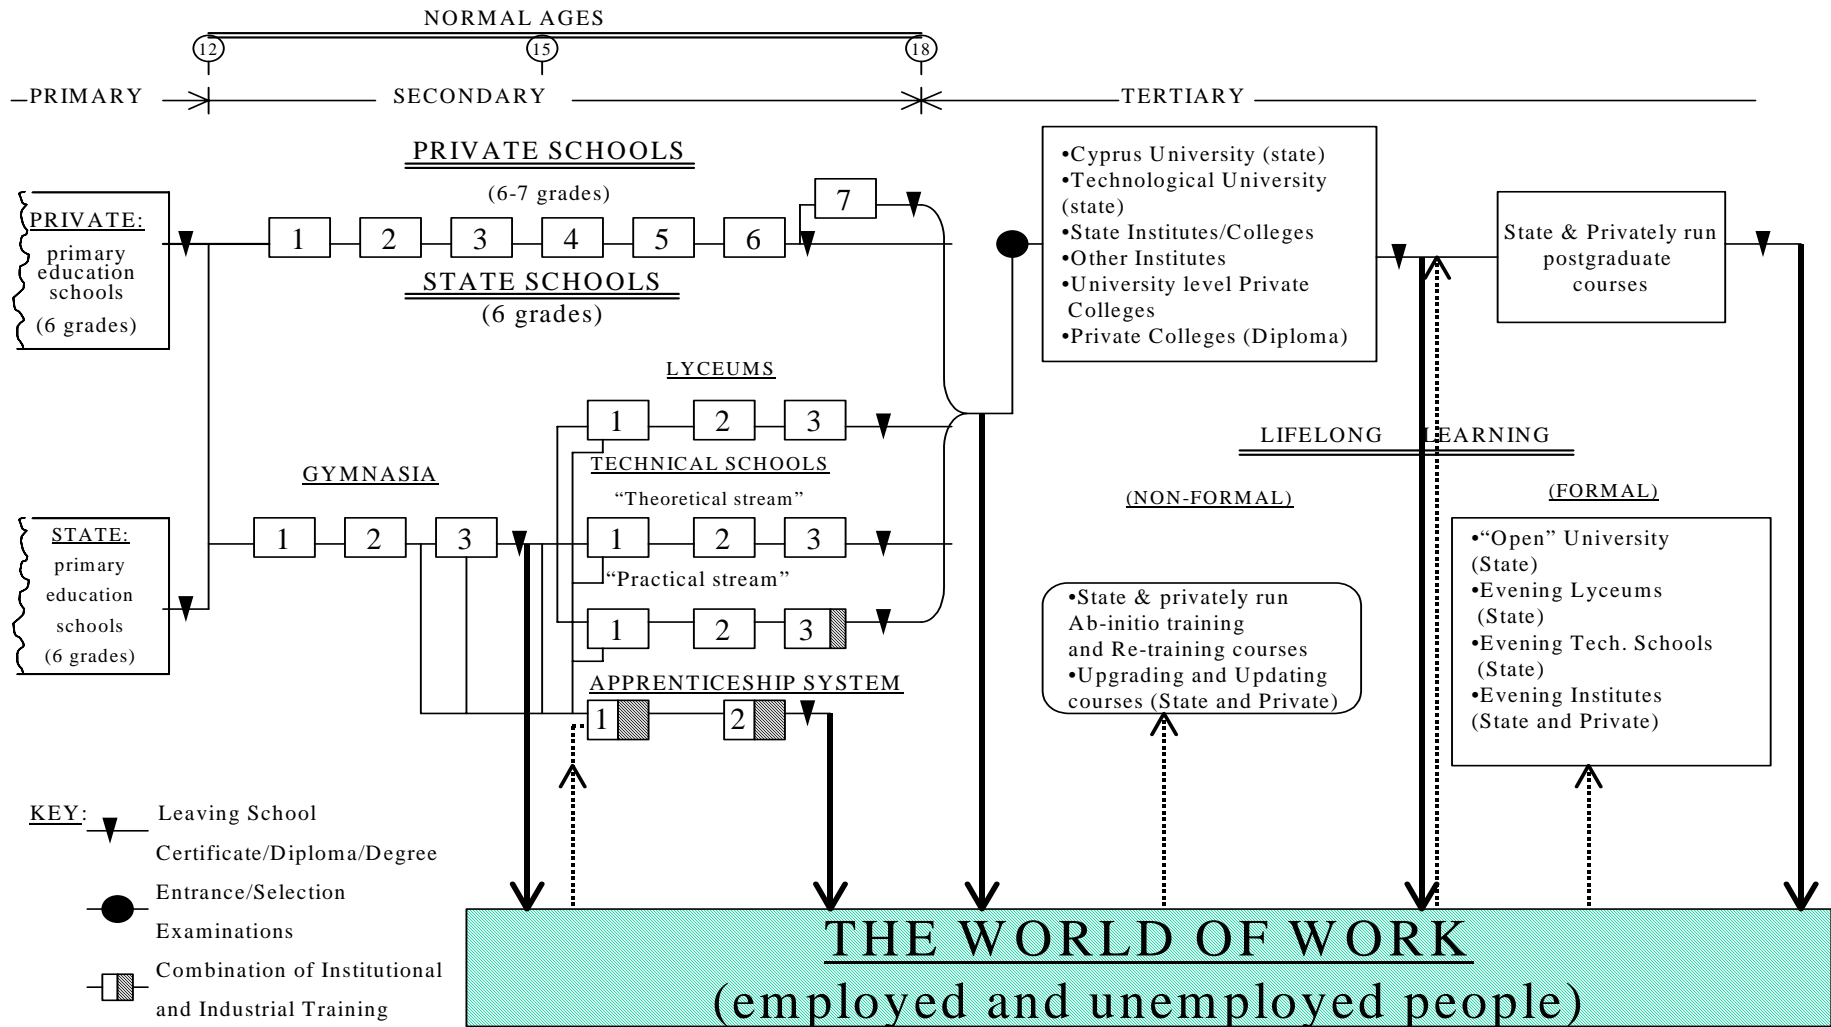 NORMAL AGES
12
15
18
PRIMARY
SECONDARY
TERTIARY
PRIVATE SCHOOLS
(6-7 grades)
7
PRIVATE:
primary
education
schools
(6 grades)
1
2
3
4
5
6
STATE SCHOOLS
(6 grades)
•Cyprus University (state)
•Technological University
(state)
•State Institutes/Colleges
•Other Institutes
•University level Private
Colleges
•Private Colleges (Diploma)
State & Privately run
postgraduate
courses
LYCEUMS
1
2
3
TECHNICAL SCHOOLS
“Theoretical stream”
GYMNASIA
STATE:
primary
education
schools
(6 grades)
1
2
3
1
2
3
“Practical stream”
1
2
3
APPRENTICESHIP SYSTEM
1
2
LIFELONG LEARNING
(NON-FORMAL)
(FORMAL)
•State & privately run
Ab-initio training
and Re-training courses
•Upgrading and Updating
courses (State and Private)
•“Open” University
(State)
•Evening Lyceums
(State)
•Evening Tech. Schools
(State)
•Evening Institutes
(State and Private)
KEY:
Leaving School
Certificate/Diploma/Degree
Entrance/Selection
Examinations
Combination of Institutional
and Industrial Training
THE WORLD OF WORK
(employed and unemployed people)